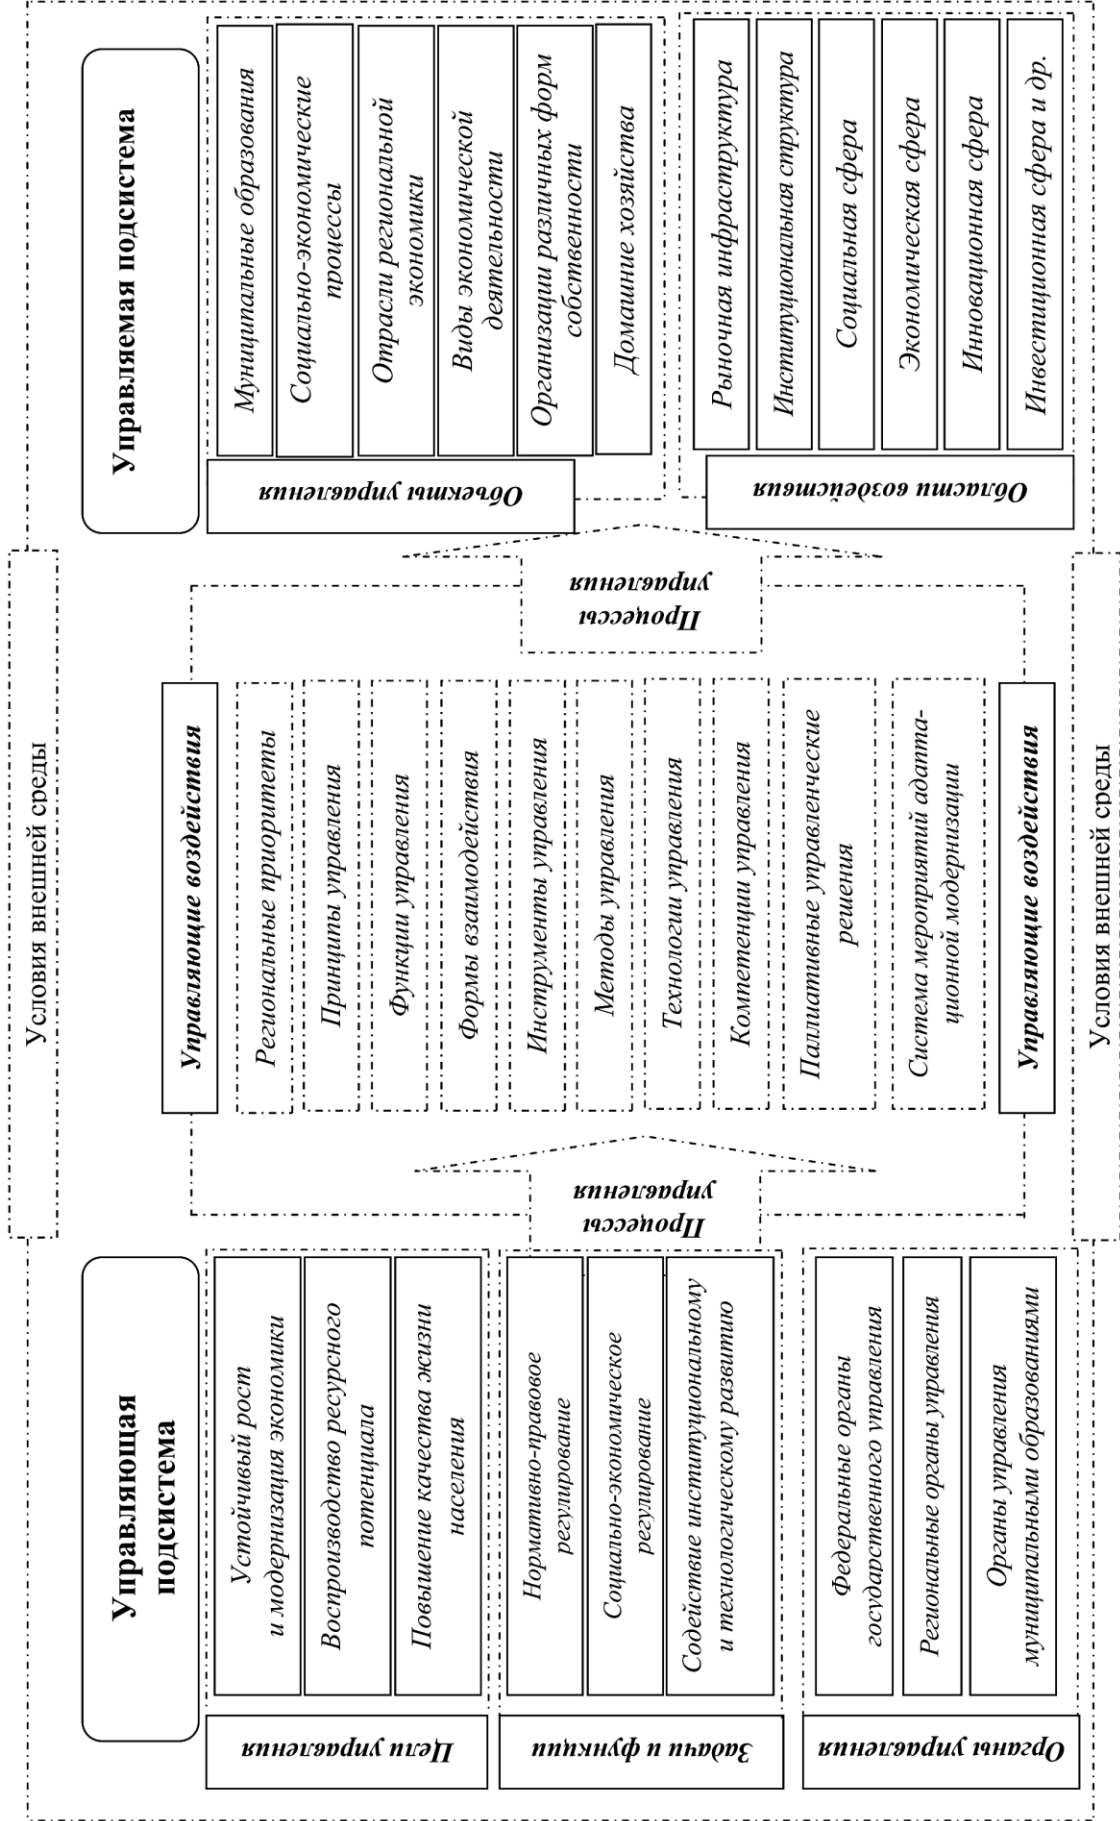 Условия внешней среды
Управляющая
подсистема
Цели управления
Устойчивый рост
и модернизация экономики
Воспроизводство ресурсного
потенциала
Повышение качества жизни
населения
Задачи и функции
Нормативно-правовое
регулирование
Социально-экономическое
регулирование
Содействие институциональному
и технологическому развитию
Органы управления
Федеральные органы
государственного управления
Региональные органы управления
Органы управления
муниципальными образованиями
Процессы
управления
Управляющие воздействия
Региональные приоритеты
Принципы управления
Функции управления
Формы взаимодействия
Инструменты управления
Методы управления
Технологии управления
Компетенции управления
Паллиативные управленческие
решения
Система мероприятий адапта-
ционной модернизации
Управляющие воздействия
Процессы
управления
Управляемая подсистема
Объекты управления
Муниципальные образования
Социально-экономические
процессы
Отрасли региональной
экономики
Виды экономической
деятельности
Организации различных форм
собственности
Домашние хозяйства
Области воздействия
Рыночная инфраструктура
Институциональная структура
Социальная сфера
Экономическая сфера
Инновационная сфера
Инвестиционная сфера и др.
Условия внешней среды